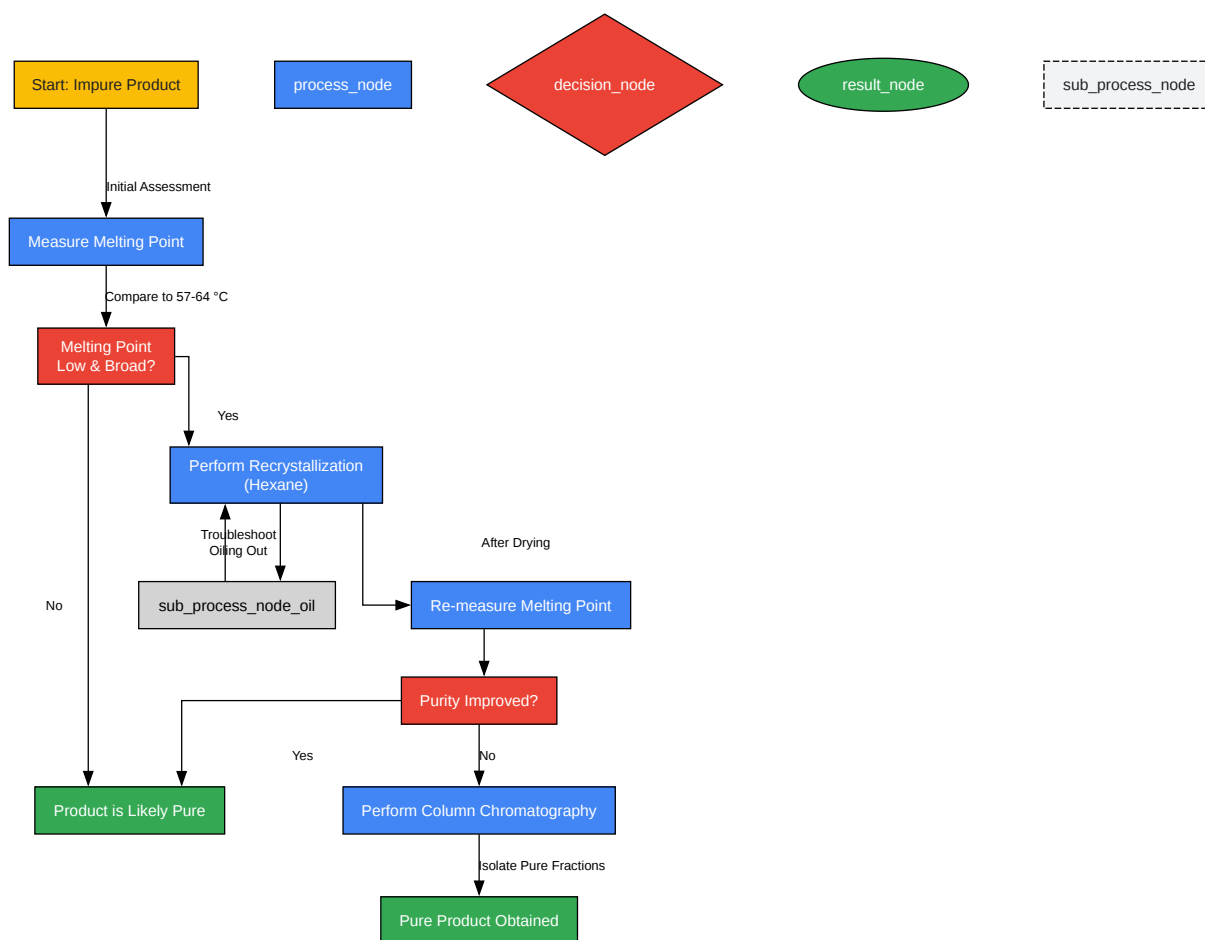 Start: Impure Product
process_node
decision_node
result_node
sub_process_node
Initial Assessment
Measure Melting Point
Compare to 57-64 °C
Melting Point
Low & Broad?
Yes
Perform Recrystallization
(Hexane)
Troubleshoot
Oiling Out
After Drying
No
sub_process_node_oil
Re-measure Melting Point
Purity Improved?
Yes
No
Product is Likely Pure
Perform Column Chromatography
Isolate Pure Fractions
Pure Product Obtained